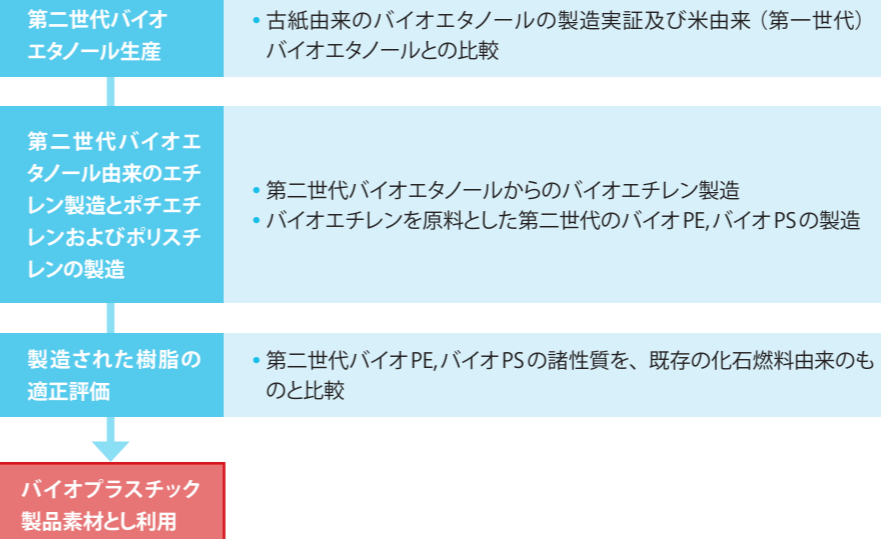 第二世代バイオ
エタノール生産
• 古紙由来のバイオエタノールの製造実証及び米由来（第一世代）
バイオエタノールとの比較
第二世代バイオエ
タノール由来のエチ
レン製造とポチエチ
レンおよびポリスチ
レンの製造
• 第二世代バイオエタノールからのバイオエチレン製造
• バイオエチレンを原料とした第二世代のバイオPE,バイオPSの製造
製造された樹脂の
適正評価
• 第二世代バイオPE,バイオPSの諸性質を、既存の化石燃料由来のも
のと比較
バイオプラスチック
製品素材とし利用